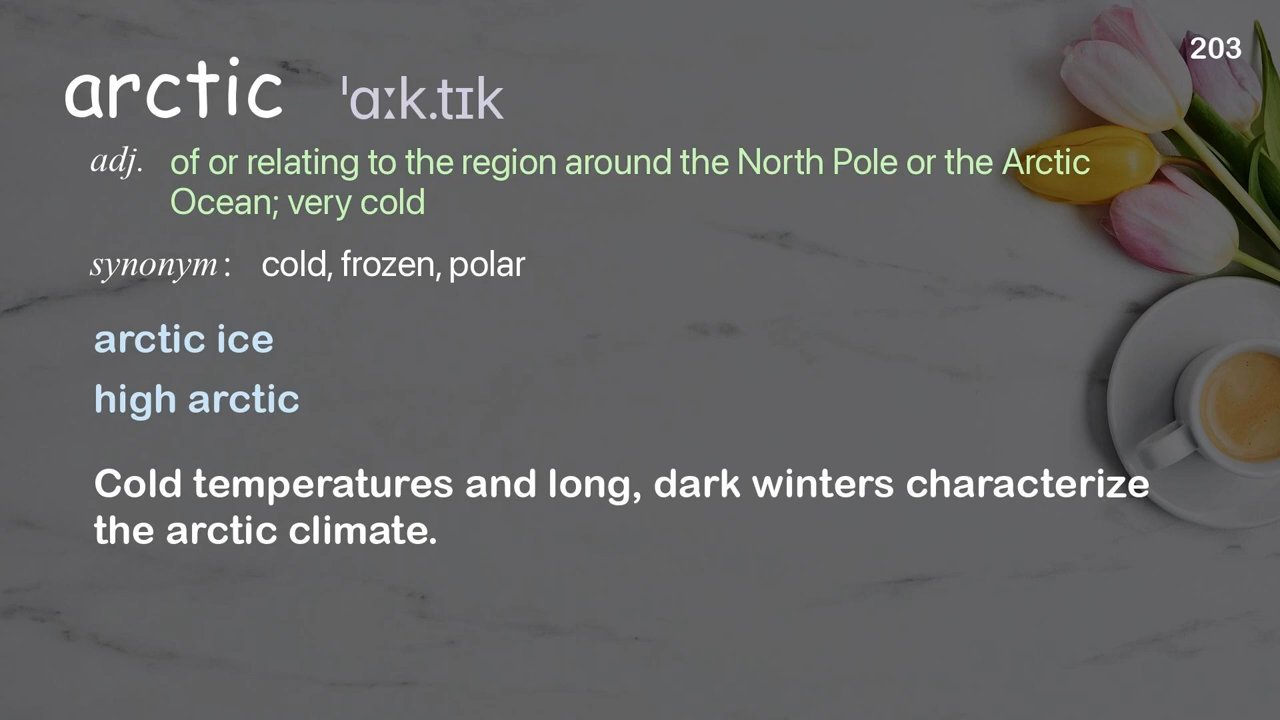 203
arctic ˈɑːk.tɪk
adj. of or relating to the region around the North Pole or the Arctic
Ocean; very cold
synonym : cold, frozen, polar
arctic ice
high arctic
Cold temperatures and long, dark winters characterize
the arctic climate.